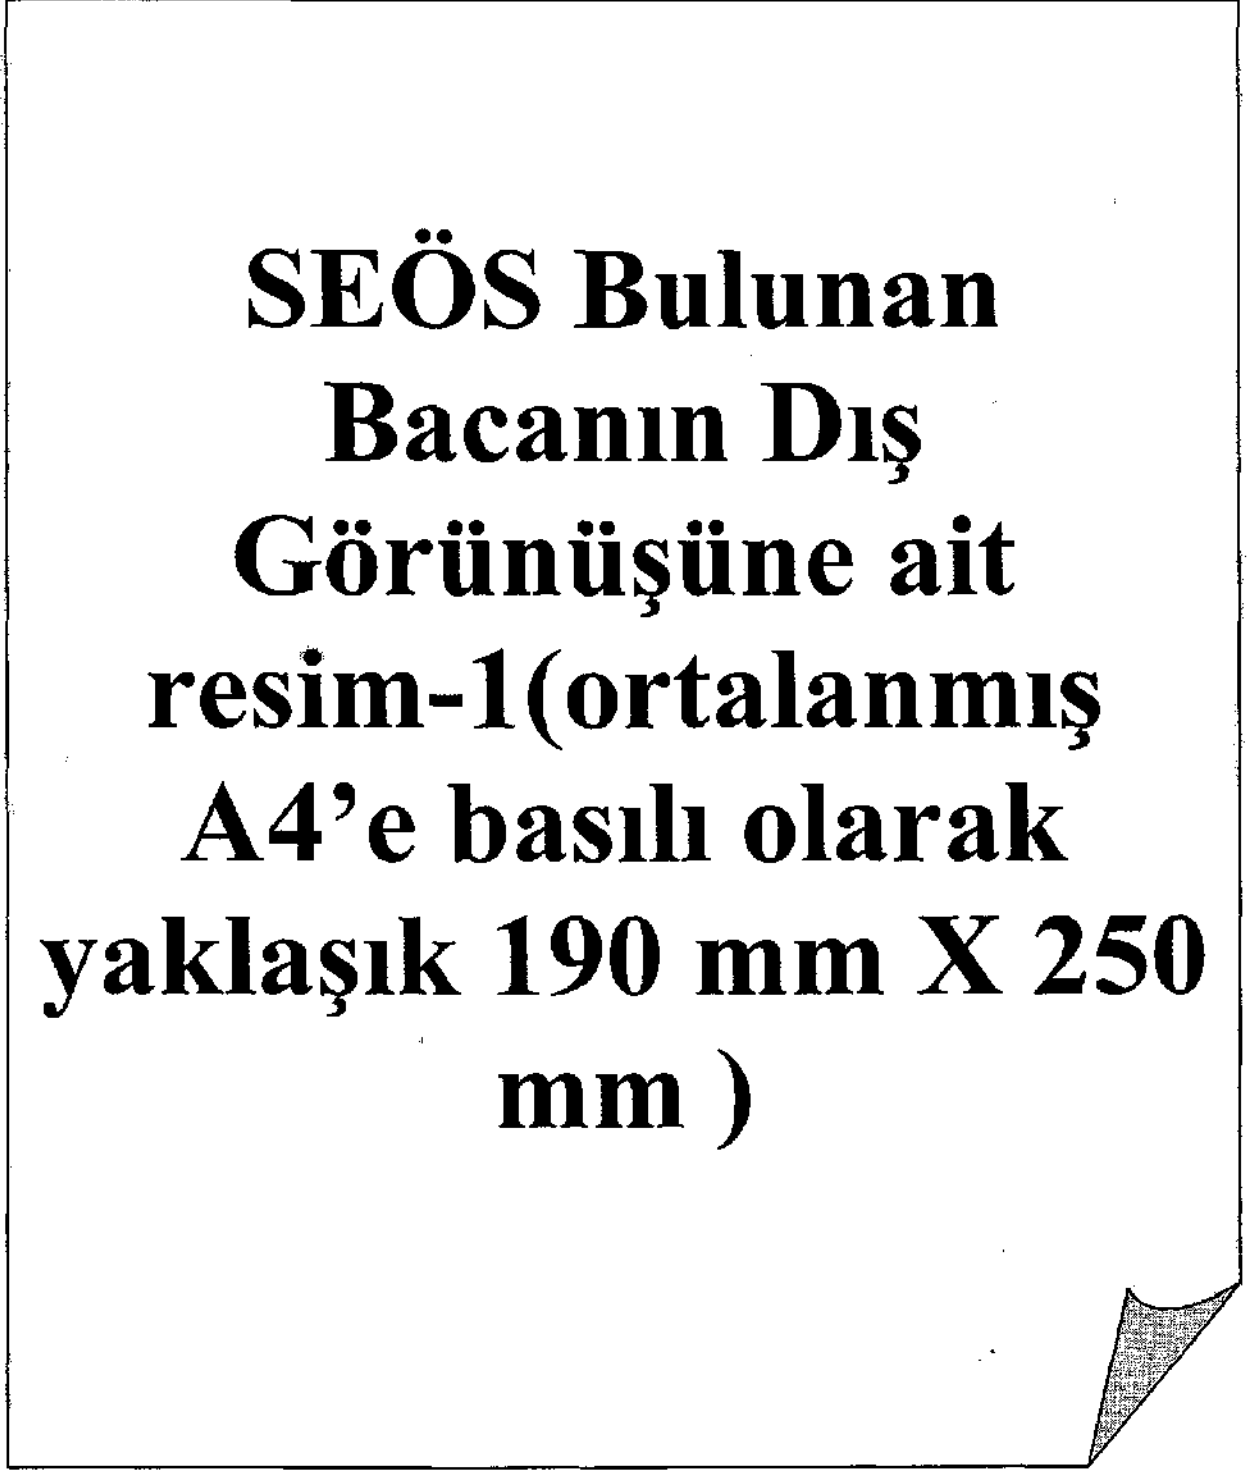 SEÖS Bulunan
Bacanın Dış
Görünüşüne ait
resim-1(ortalanmış
A4’e basılı olarak
yaklaşık 190 mm X 250
mm )